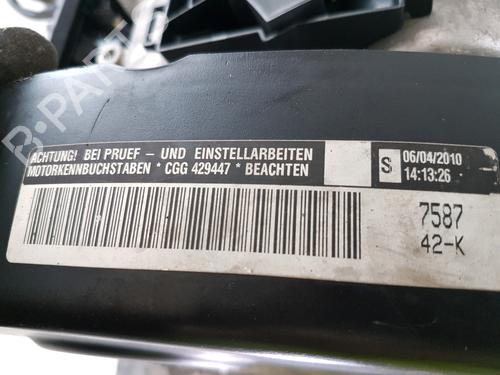 ACHTUNG! BEI PRUEF - UND EINSTELLARBEITEN
MOTORKENNBUCHSTABEN * CGG 429447 * BEACHTEN
S
06/04/2010
14:13:26
7587
42-K
B-PARTS